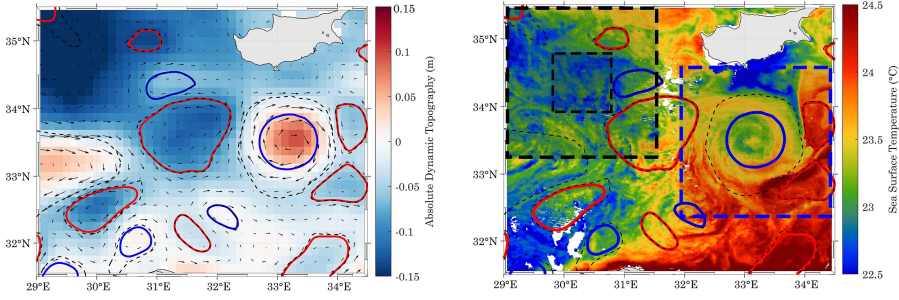 35°N
34°N
33°N
32°N
29°E 30°E 31°E 32°E 33°E 34°E
0.15
0.1
0.05
0
-0.05
-0.1
-0.15
Absolute Dynamic Topography (m)
35°N
34°N
33°N
32°N
29°E 30°E 31°E 32°E 33°E 34°E
24.5
24
23.5
23
22.5
Sea Surface Temperature (°C)